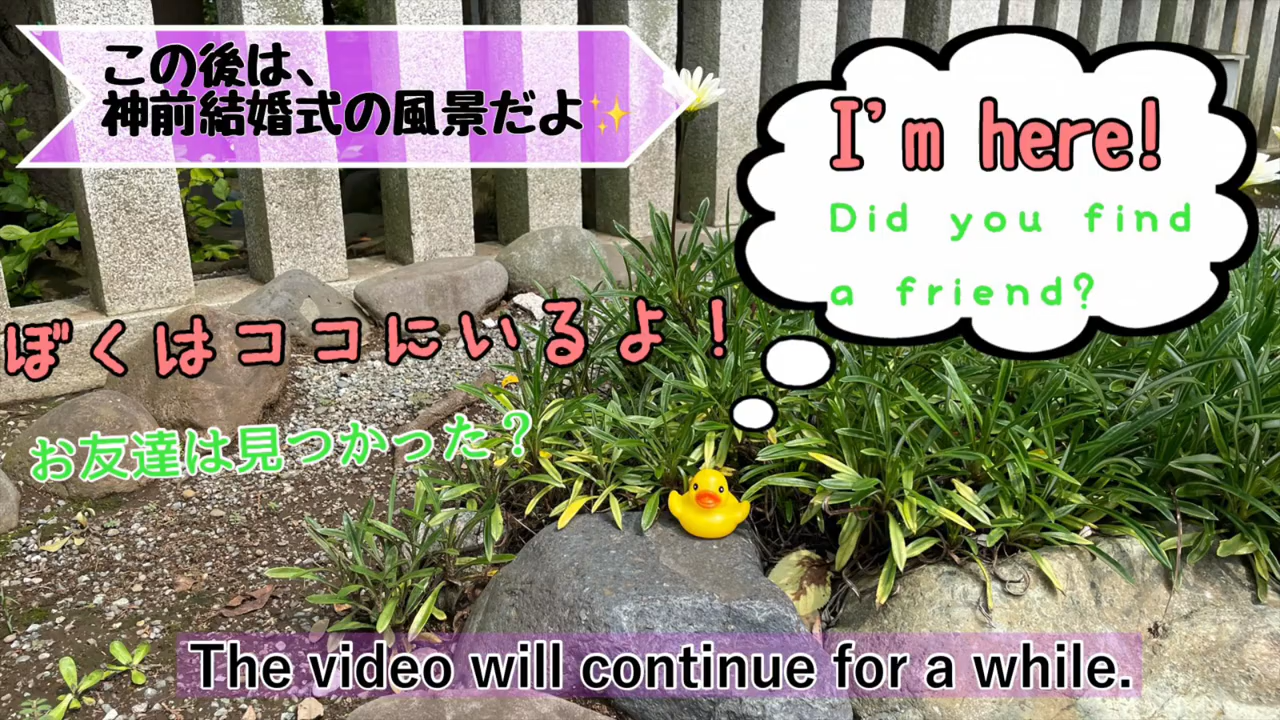 この後は、
神前結婚式の風景だよ✨
I'm here!
Did you find
a friend?
ぼくはココにいるよ！
お友達は見つかった？
The video will continue for a while.